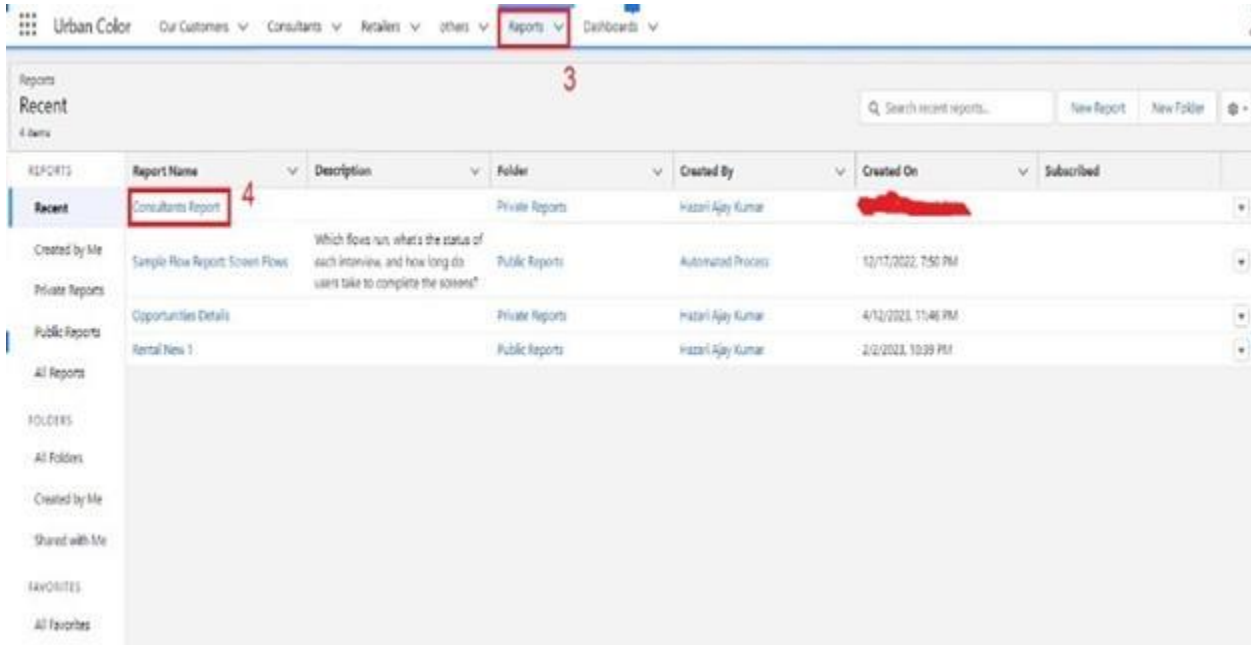 Urban Color Our Customers Consultants Retailers others Reports Dashboards
3
Reports
Recent
4 items
Search recent reports...
New Report
New Folder
REPORTS Report Name Description Folder Created By Created On Subscribed
Recent Consultants Report 4 Private Reports Hazari Ajay Kumar
Created by Me
Sample Flow Report: Screen Flows Which flows run, what's the status of
each interview, and how long do
users take to complete the screens? Public Reports Automated Process 12/17/2022, 7:50 PM
Private Reports
Opportunities Details Private Reports Hazari Ajay Kumar 4/12/2023, 11:46 PM
Public Reports
Rental New 1 Public Reports Hazari Ajay Kumar 2/2/2023, 10:39 PM
All Reports
FOLDERS
All Folders
Created by Me
Shared with Me
FAVORITES
All Favorites